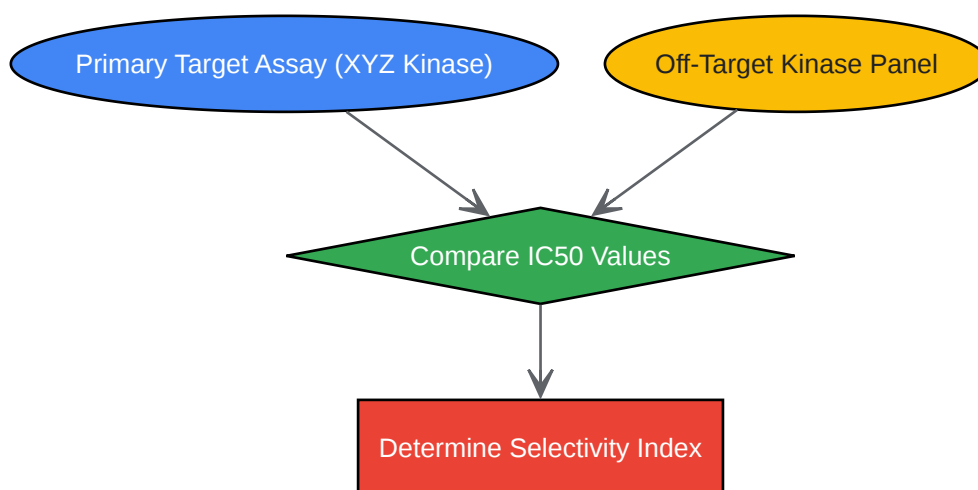 Primary Target Assay (XYZ Kinase)
Off-Target Kinase Panel
Compare IC50 Values
Determine Selectivity Index